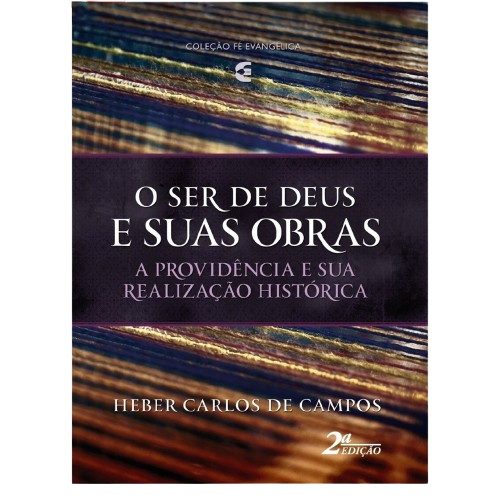 COLEÇÃO FÉ EVANGÉLICA
O SER DE DEUS
E SUAS OBRAS
A PROVIDÊNCIA E SUA
REALIZAÇÃO HISTÓRICA
HEBER CARLOS DE CAMPOS
2ª
EDIÇÃO